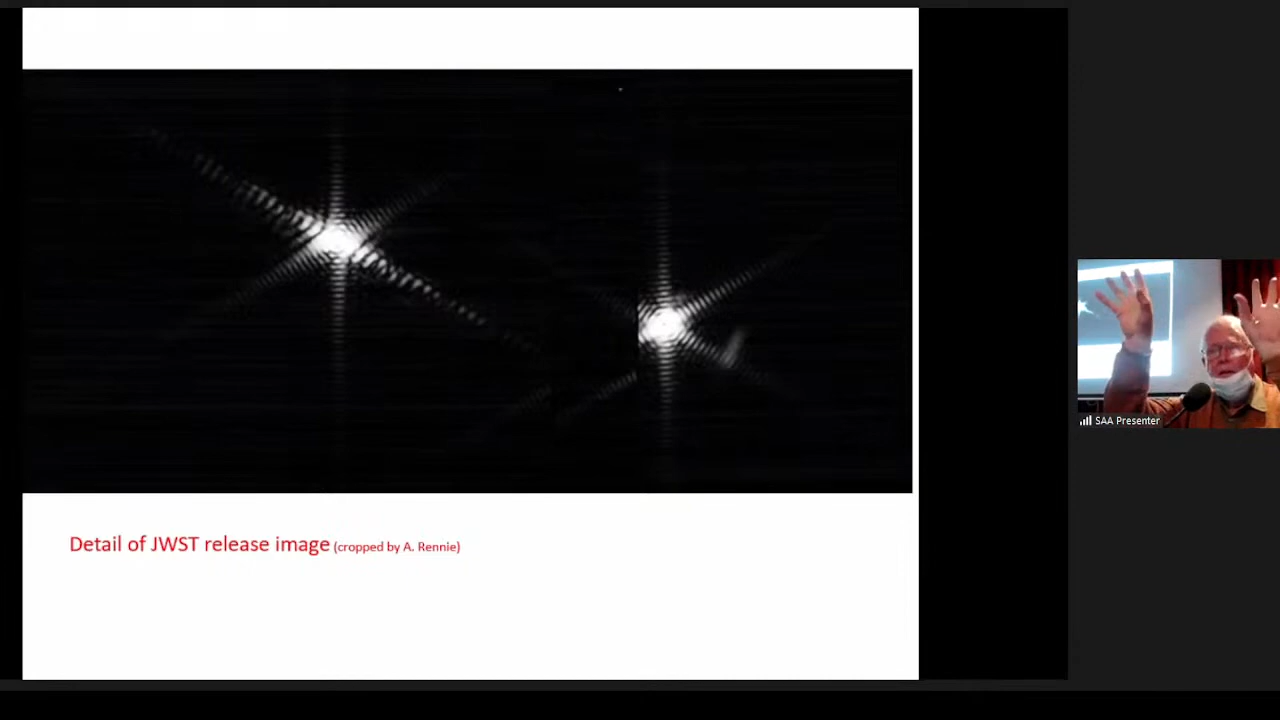 Detail of JWST release image (cropped by A. Rennie)
SAA Presenter